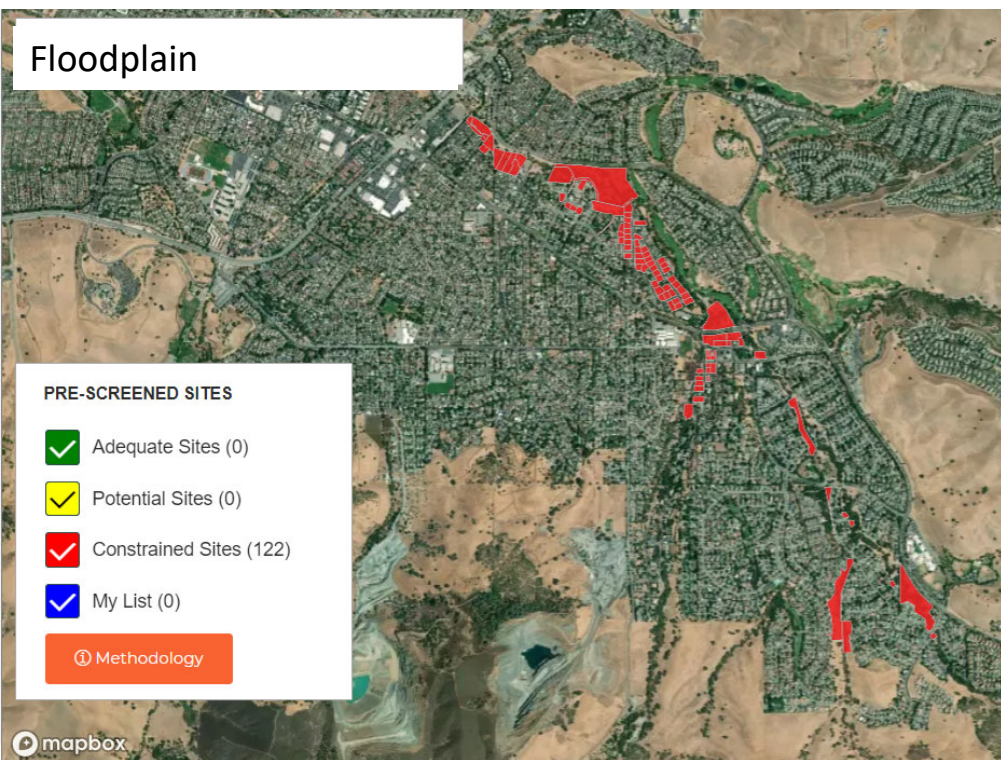 Floodplain
PRE-SCREENED SITES
Adequate Sites (0)
Potential Sites (0)
Constrained Sites (122)
My List (0)
Methodology
mapbox